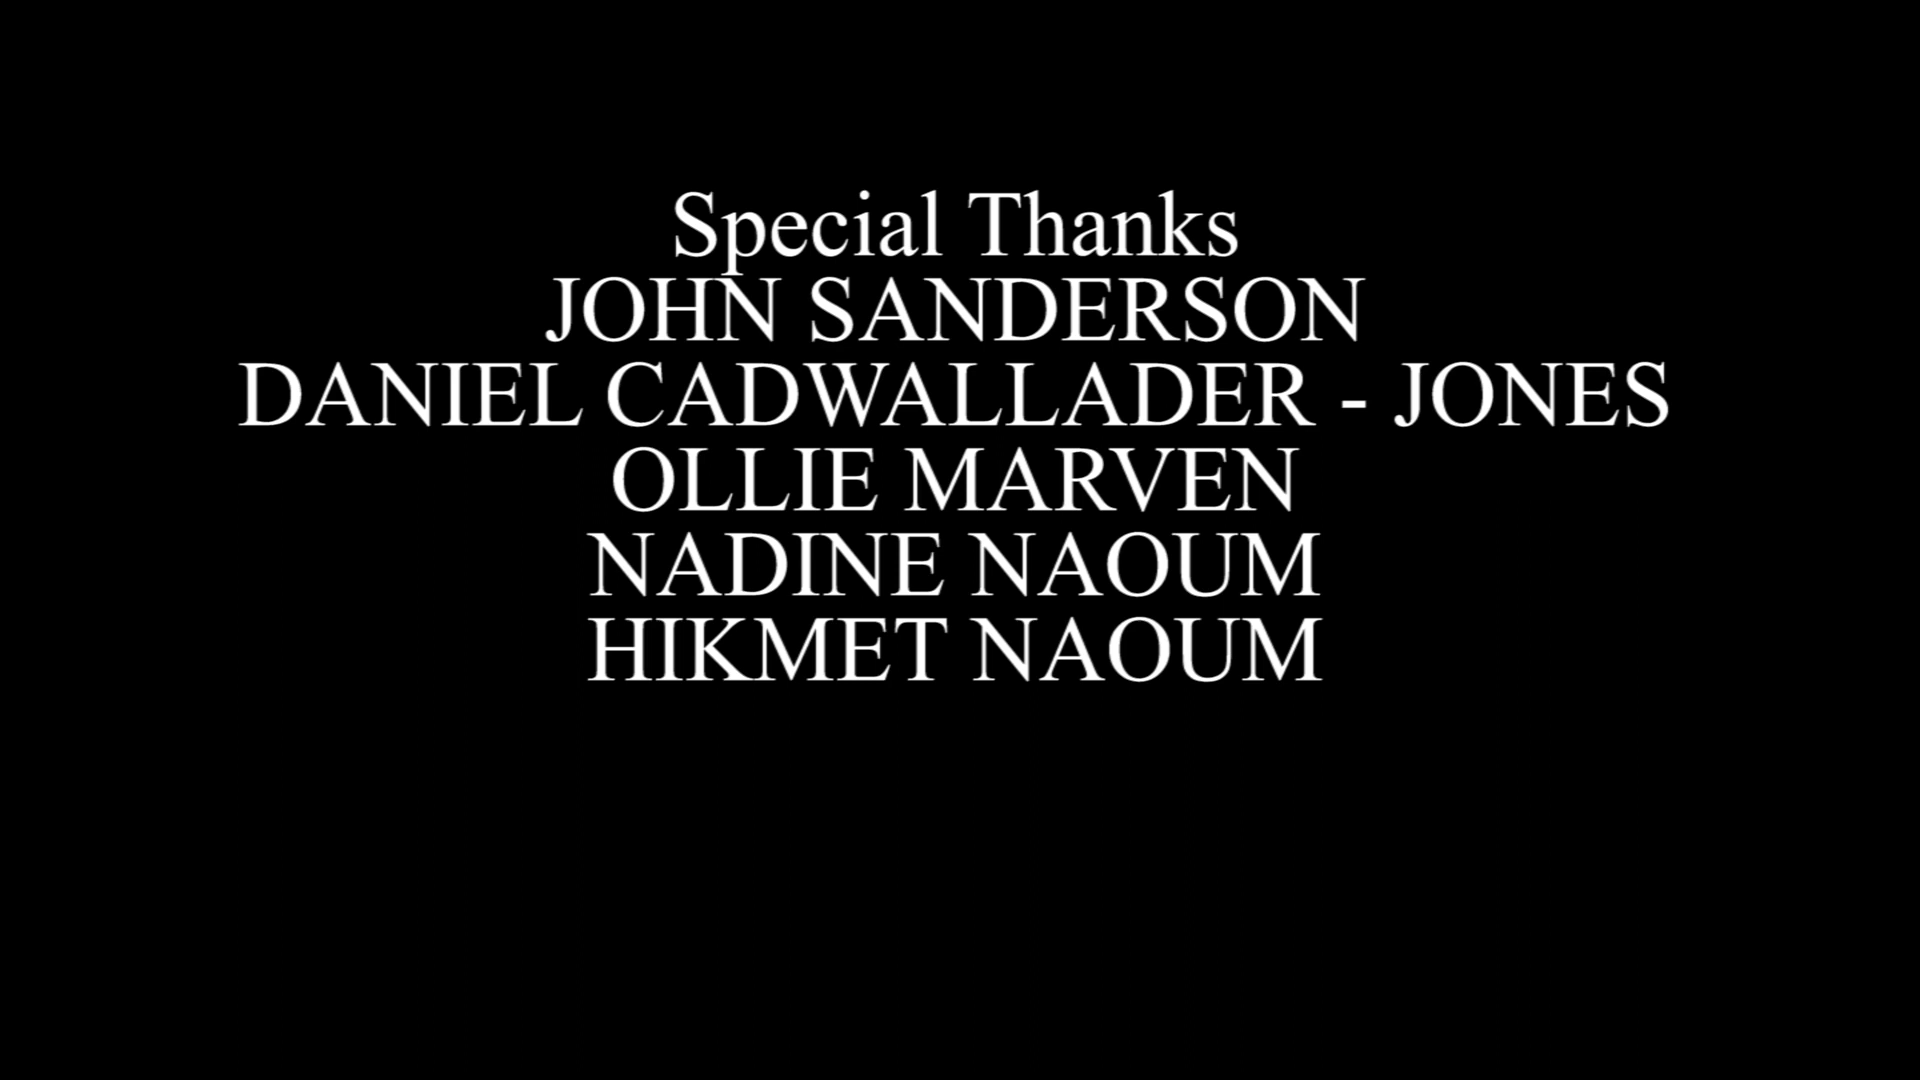 Special Thanks
JOHN SANDERSON
DANIEL CADWALLADER - JONES
OLLIE MARVEN
NADINE NAOUM
HIKMET NAOUM